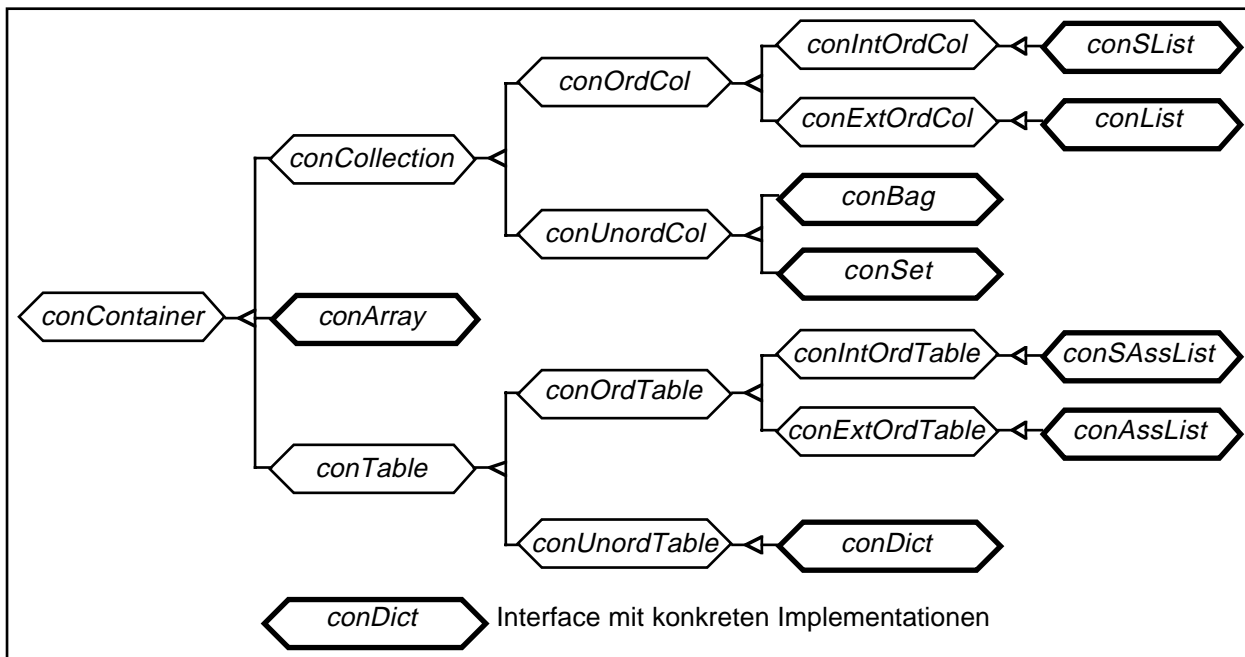 conIntOrdCol
conSList
conOrdCol
conExtOrdCol
conList
conCollection
conBag
conUnordCol
conSet
conContainer
conArray
conIntOrdTable
conSAssList
conOrdTable
conExtOrdTable
conAssList
conTable
conUnordTable
conDict
conDict Interface mit konkreten Implementationen